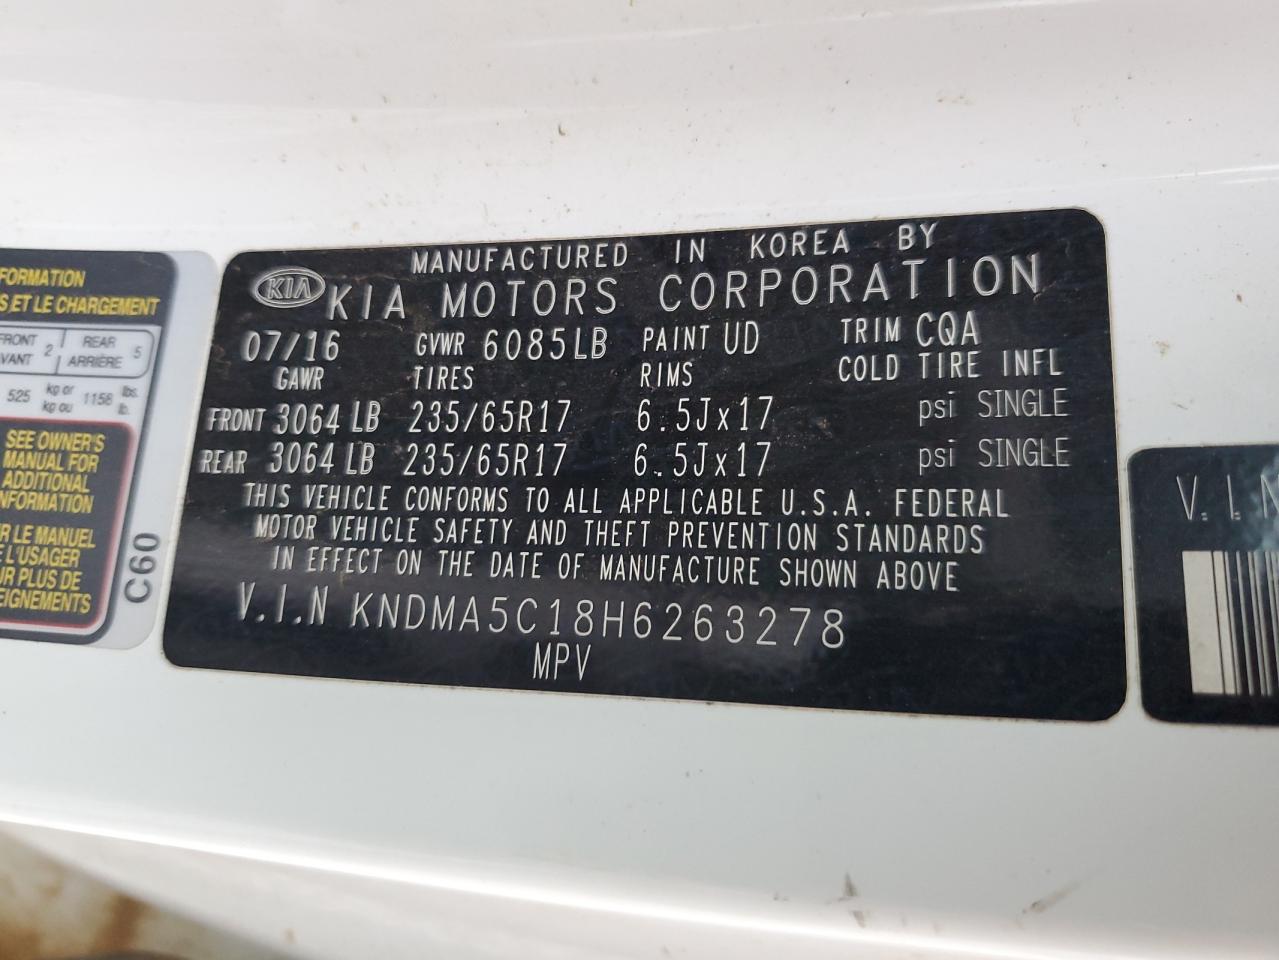 FORMATION
S ET LE CHARGEMENT
FRONT 2 REAR 5
VANT ARRIÈRE
525 kg or 1156 lbs.
kg ou lb.
SEE OWNER'S
MANUAL FOR
ADDITIONAL
NFORMATION
R LE MANUEL
L'USAGER
UR PLUS DE
EIGNEMENTS
C60
MANUFACTURED IN KOREA BY
KIA KIA MOTORS CORPORATION
07/16 GVWR 6085LB PAINT UD TRIM CQA
GAWR TIRES RIMS COLD TIRE INFL
FRONT 3064 LB 235/65R17 6.5Jx17 psi SINGLE
REAR 3064 LB 235/65R17 6.5Jx17 psi SINGLE
THIS VEHICLE CONFORMS TO ALL APPLICABLE U.S.A. FEDERAL
MOTOR VEHICLE SAFETY AND THEFT PREVENTION STANDARDS
IN EFFECT ON THE DATE OF MANUFACTURE SHOWN ABOVE
V.I.N KNDMA5C18H6263278
MPV
V.I.N